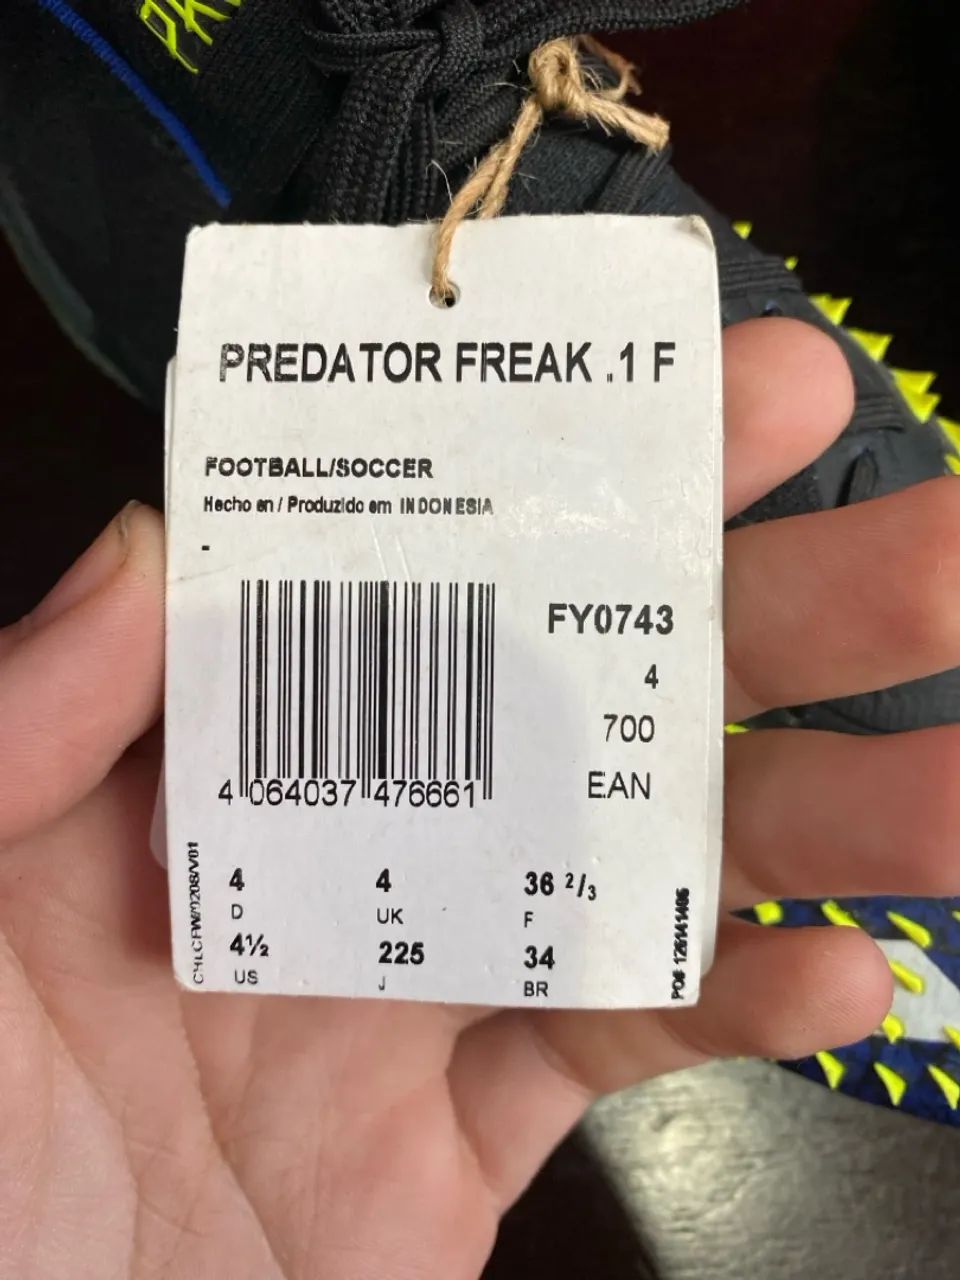 PREDATOR FREAK .1 F
FOOTBALL/SOCCER
Hecho en / Produzido em INDONESIA
-
FY0743
4
700
EAN
4 064037 476661
4 4 36 2/3
D UK F
4½ 225 34
US J BR
PO# 126141406